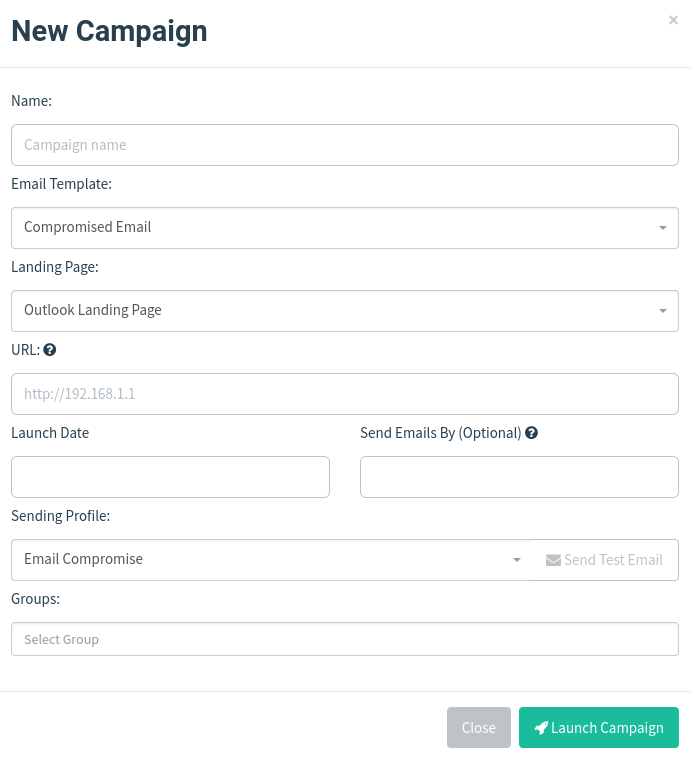 New Campaign
×
Name:
Campaign name
Email Template:
Compromised Email
Landing Page:
Outlook Landing Page
URL:
http://192.168.1.1
Launch Date
Send Emails By (Optional)
Sending Profile:
Email Compromise
Send Test Email
Groups:
Select Group
Close
Launch Campaign